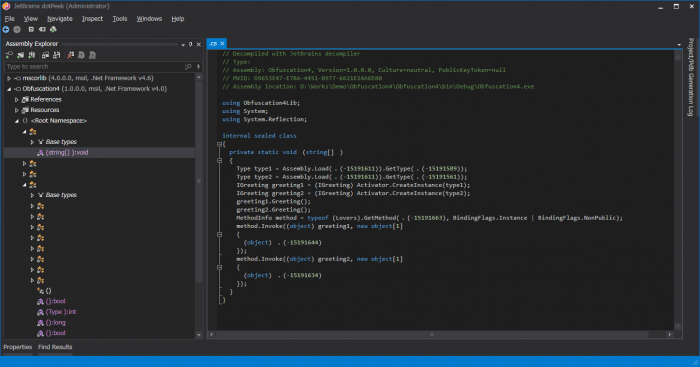 JetBrains dotPeek (Administrator)
File View Navigate Inspect Tools Windows Help
Assembly Explorer
Type to search
mscorlib (4.0.0.0, msil, .Net Framework v4.6)
Obfuscation4 (1.0.0.0, msil, .Net Framework v4.0)
References
Resources
<Root Namespace>
Base types
(string[] ):void
Base types
()
():bool
(Type ):int
():long
():bool
Properties Find Results
.cs
// Decompiled with JetBrains decompiler
// Type:
// Assembly: Obfuscation4, Version=1.0.0.0, Culture=neutral, PublicKeyToken=null
// Assembly location: D:\Works\Demo\Obfuscation4\Obfuscation4\bin\Debug\Obfuscation4.exe
using Obfuscation4Lib;
using System;
using System.Reflection;
internal sealed class
{
private static void (string[] )
{
Type type1 = Assembly.Load( . (-15191611)).GetType( . (-15191589));
Type type2 = Assembly.Load( . (-15191611)).GetType( . (-15191561));
IGreeting greeting1 = (IGreeting) Activator.CreateInstance(type1);
IGreeting greeting2 = (IGreeting) Activator.CreateInstance(type2);
greeting1.Greeting();
greeting2.Greeting();
MethodInfo method = typeof (Lovers).GetMethod( . (-15191663), BindingFlags.Instance | BindingFlags.NonPublic);
method.Invoke((object) greeting1, new object[1]
{
(object) . (-15191644)
});
method.Invoke((object) greeting2, new object[1]
{
(object) . (-15191634)
});
}
}
Project/Pdb Generation Log